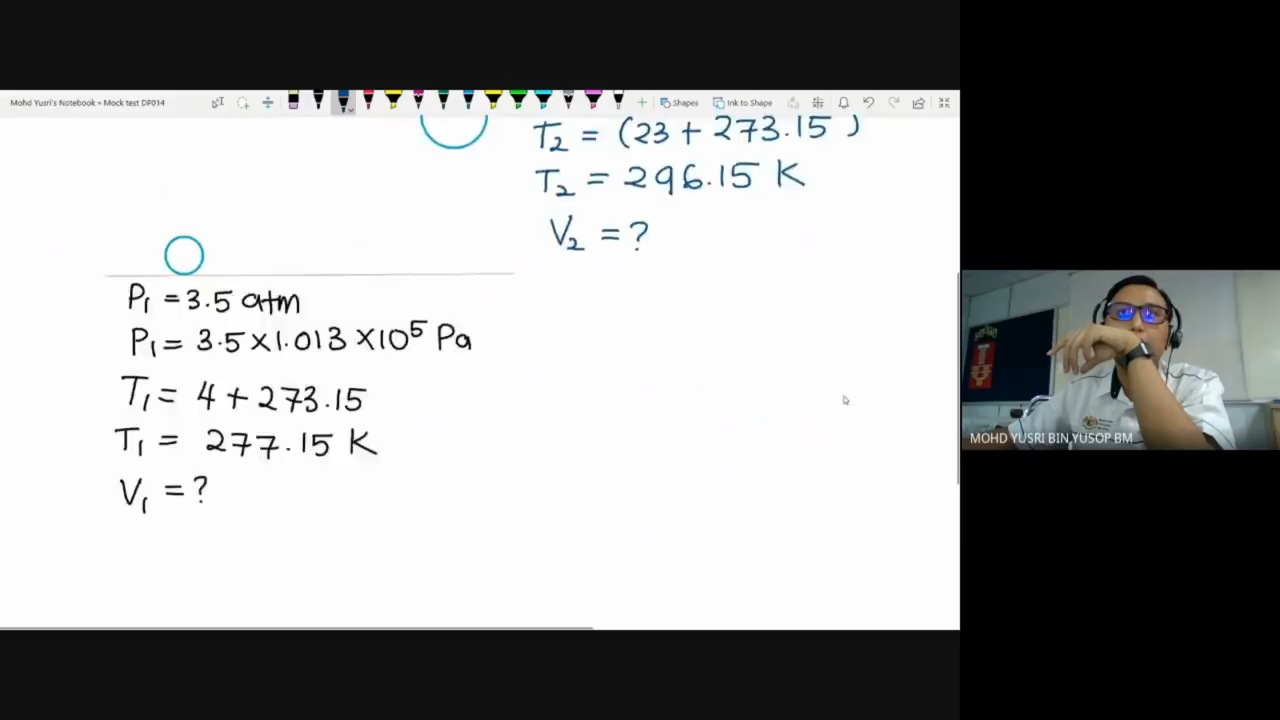 Mohd Yusri's Notebook » Mock test DP014
Shapes
Ink to Shape
T₂ = (23 + 273.15 )
T₂ = 296.15 K
V₂ = ?
P₁ = 3.5 atm
P₁ = 3.5 × 1.013 × 10⁵ Pa
T₁ = 4 + 273.15
T₁ = 277.15 K
V₁ = ?
MOHD YUSRI BIN YUSOP BM